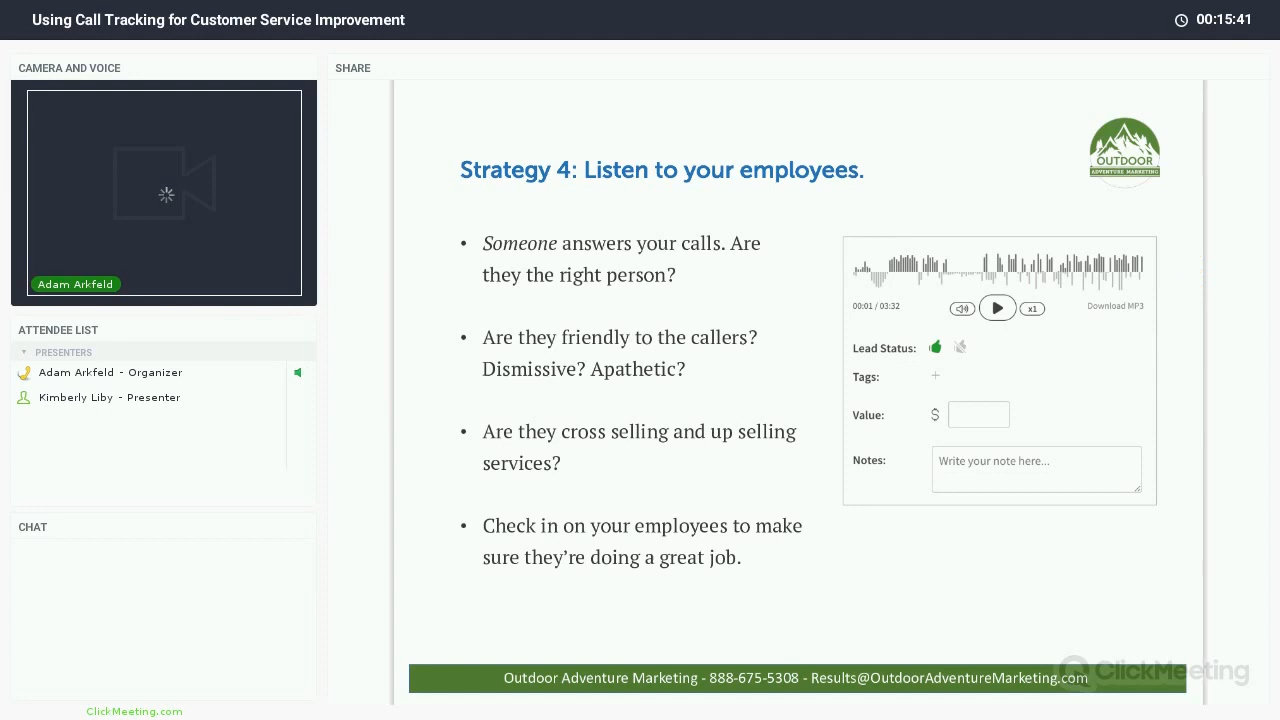 Using Call Tracking for Customer Service Improvement
00:15:41
CAMERA AND VOICE
Adam Arkfeld
ATTENDEE LIST
PRESENTERS
Adam Arkfeld - Organizer
Kimberly Liby - Presenter
CHAT
ClickMeeting.com
SHARE
OUTDOOR
ADVENTURE MARKETING
Strategy 4: Listen to your employees.
• Someone answers your calls. Are
they the right person?
• Are they friendly to the callers?
Dismissive? Apathetic?
• Are they cross selling and up selling
services?
• Check in on your employees to make
sure they’re doing a great job.
00:01 / 03:32
x1
Download MP3
Lead Status:
Tags: +
Value: $
Notes: Write your note here...
Outdoor Adventure Marketing - 888-675-5308 - Results@OutdoorAdventureMarketing.com
ClickMeeting